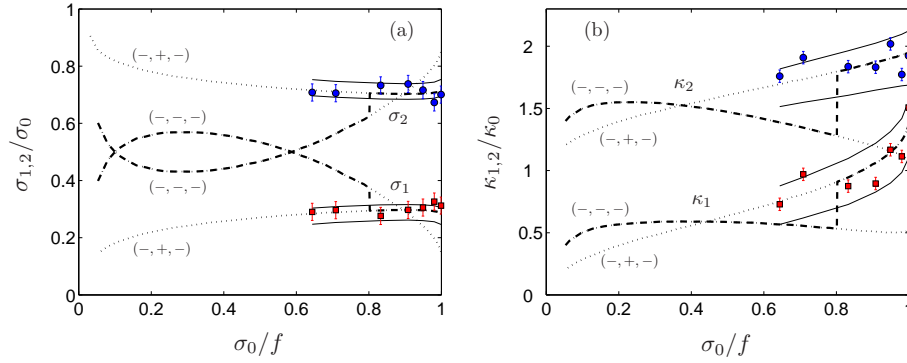 (a)
σ₁,₂/σ₀
1
0.8
0.6
0.4
0.2
0
(−, +, −)
(−, −, −)
(−, −, −)
(−, +, −)
σ₂
σ₁
0 0.2 0.4 0.6 0.8 1
σ₀/f
(b)
κ₁,₂/κ₀
2
1.5
1
0.5
0
κ₂
(−, −, −)
(−, +, −)
κ₁
(−, −, −)
(−, +, −)
0 0.2 0.4 0.6 0.8 1
σ₀/f